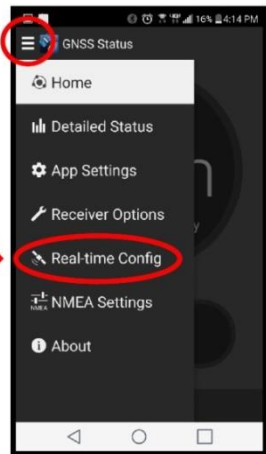 16% 4:14 PM
GNSS Status
Home
Detailed Status
App Settings
Receiver Options
Real-time Config
NMEA Settings
About